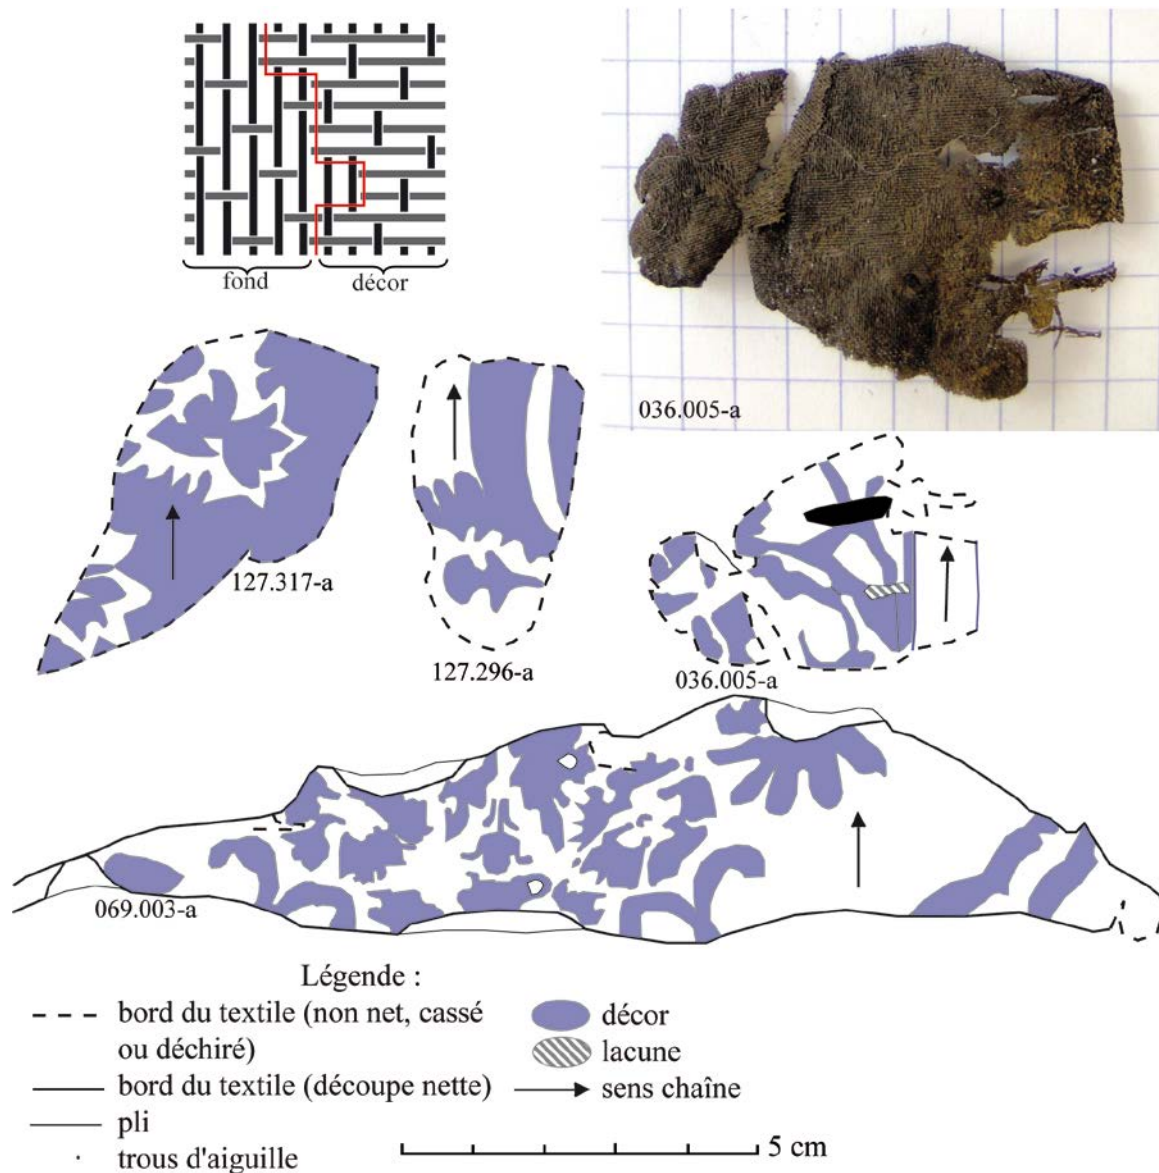 fond
décor
036.005-a
127.317-a
127.296-a
036.005-a
069.003-a
Légende :
bord du textile (non net, cassé
ou déchiré)
bord du textile (découpe nette)
pli
trous d'aiguille
décor
lacune
sens chaîne
5 cm